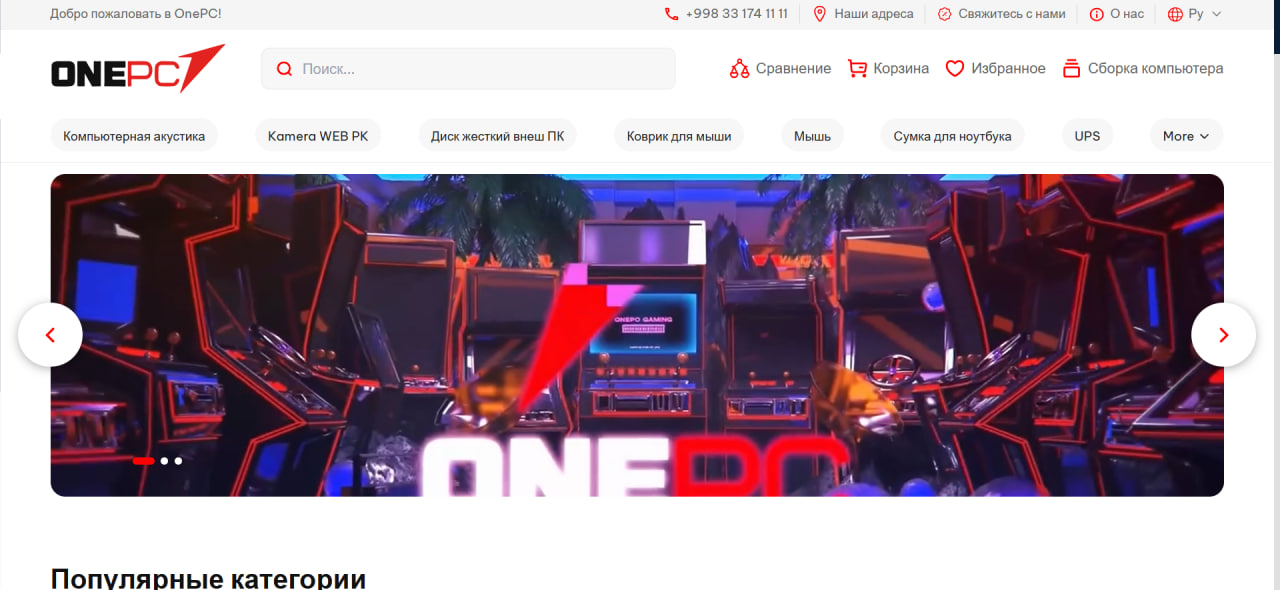 Добро пожаловать в OnePC!
+998 33 174 11 11
Наши адреса
Свяжитесь с нами
О нас
Ру
ONEPC
Поиск...
Сравнение
Корзина
Избранное
Сборка компьютера
Компьютерная акустика
Kamera WEB PK
Диск жесткий внеш ПК
Коврик для мыши
Мышь
Сумка для ноутбука
UPS
More
ONEPO GAMING
ONEPC
Популярные категории